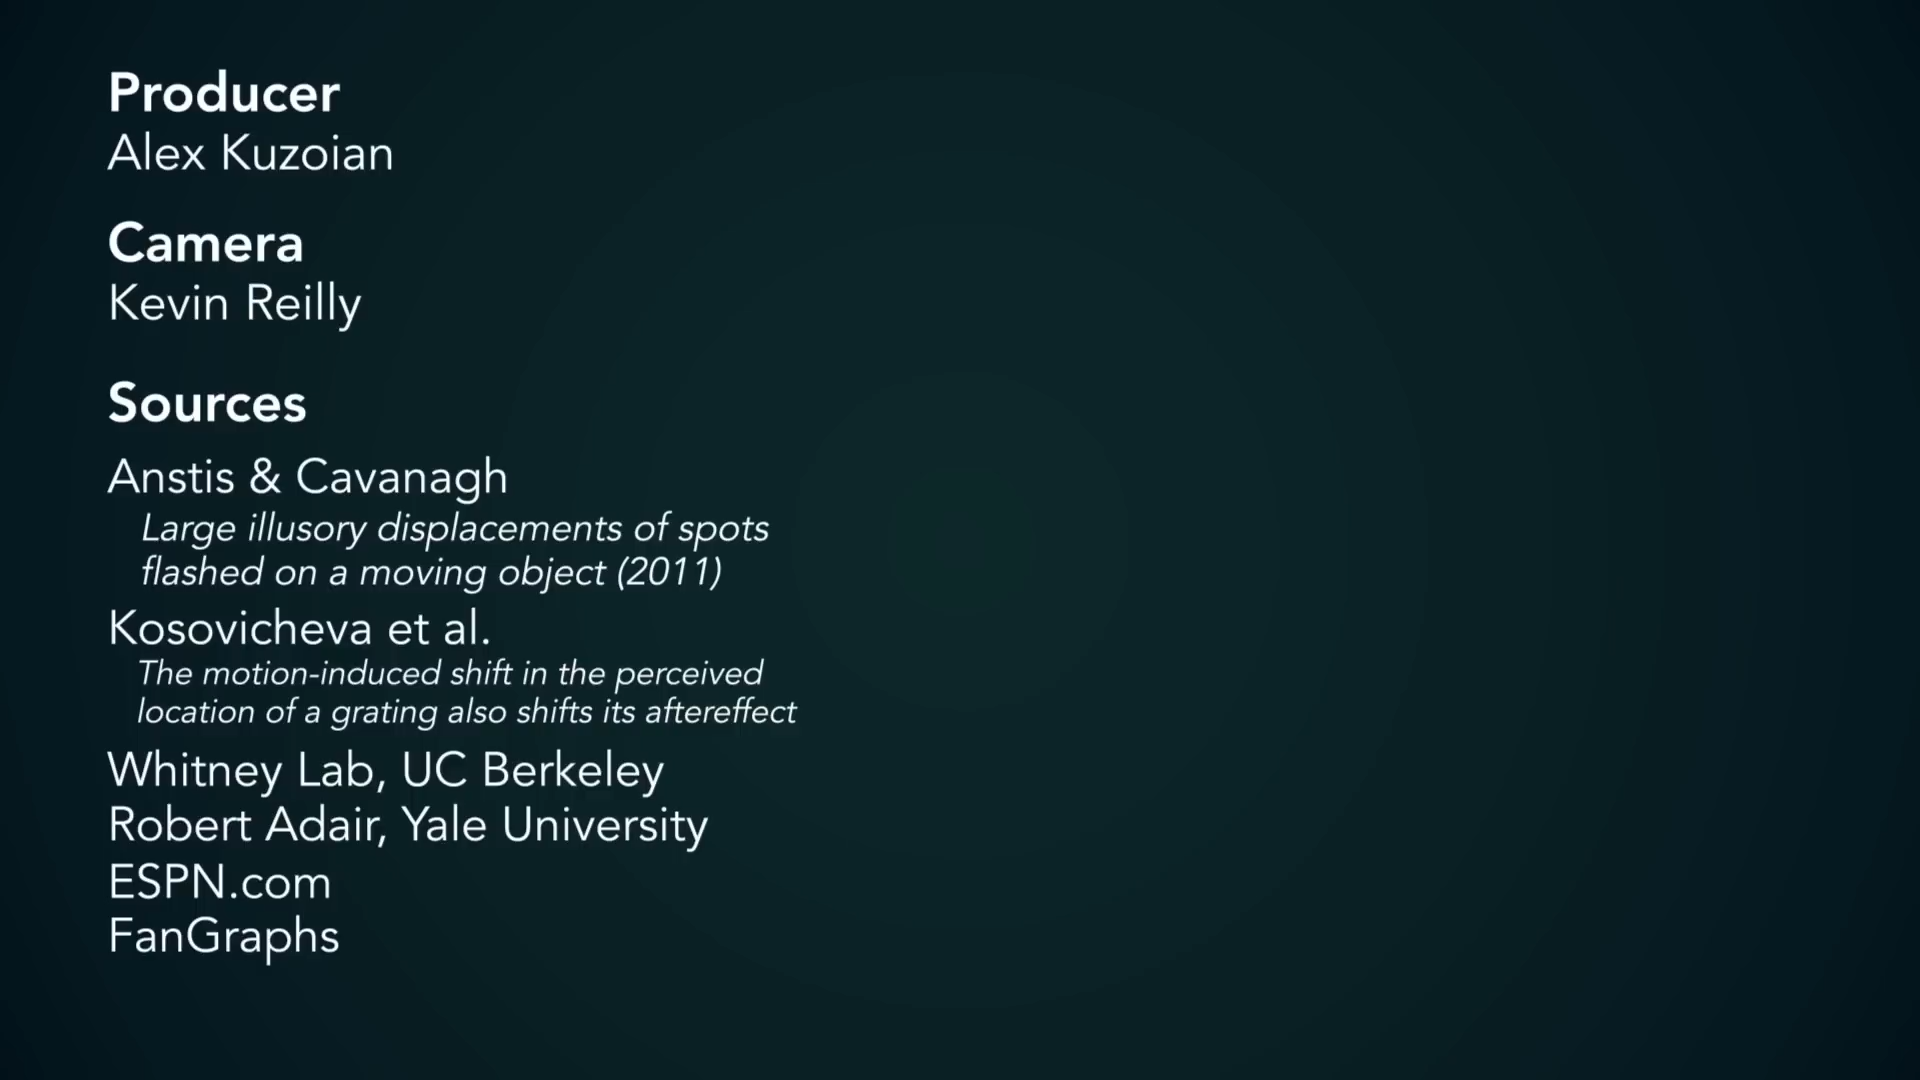 Producer
Alex Kuzoian
Camera
Kevin Reilly
Sources
Anstis & Cavanagh
Large illusory displacements of spots
flashed on a moving object (2011)
Kosovicheva et al.
The motion-induced shift in the perceived
location of a grating also shifts its aftereffect
Whitney Lab, UC Berkeley
Robert Adair, Yale University
ESPN.com
FanGraphs